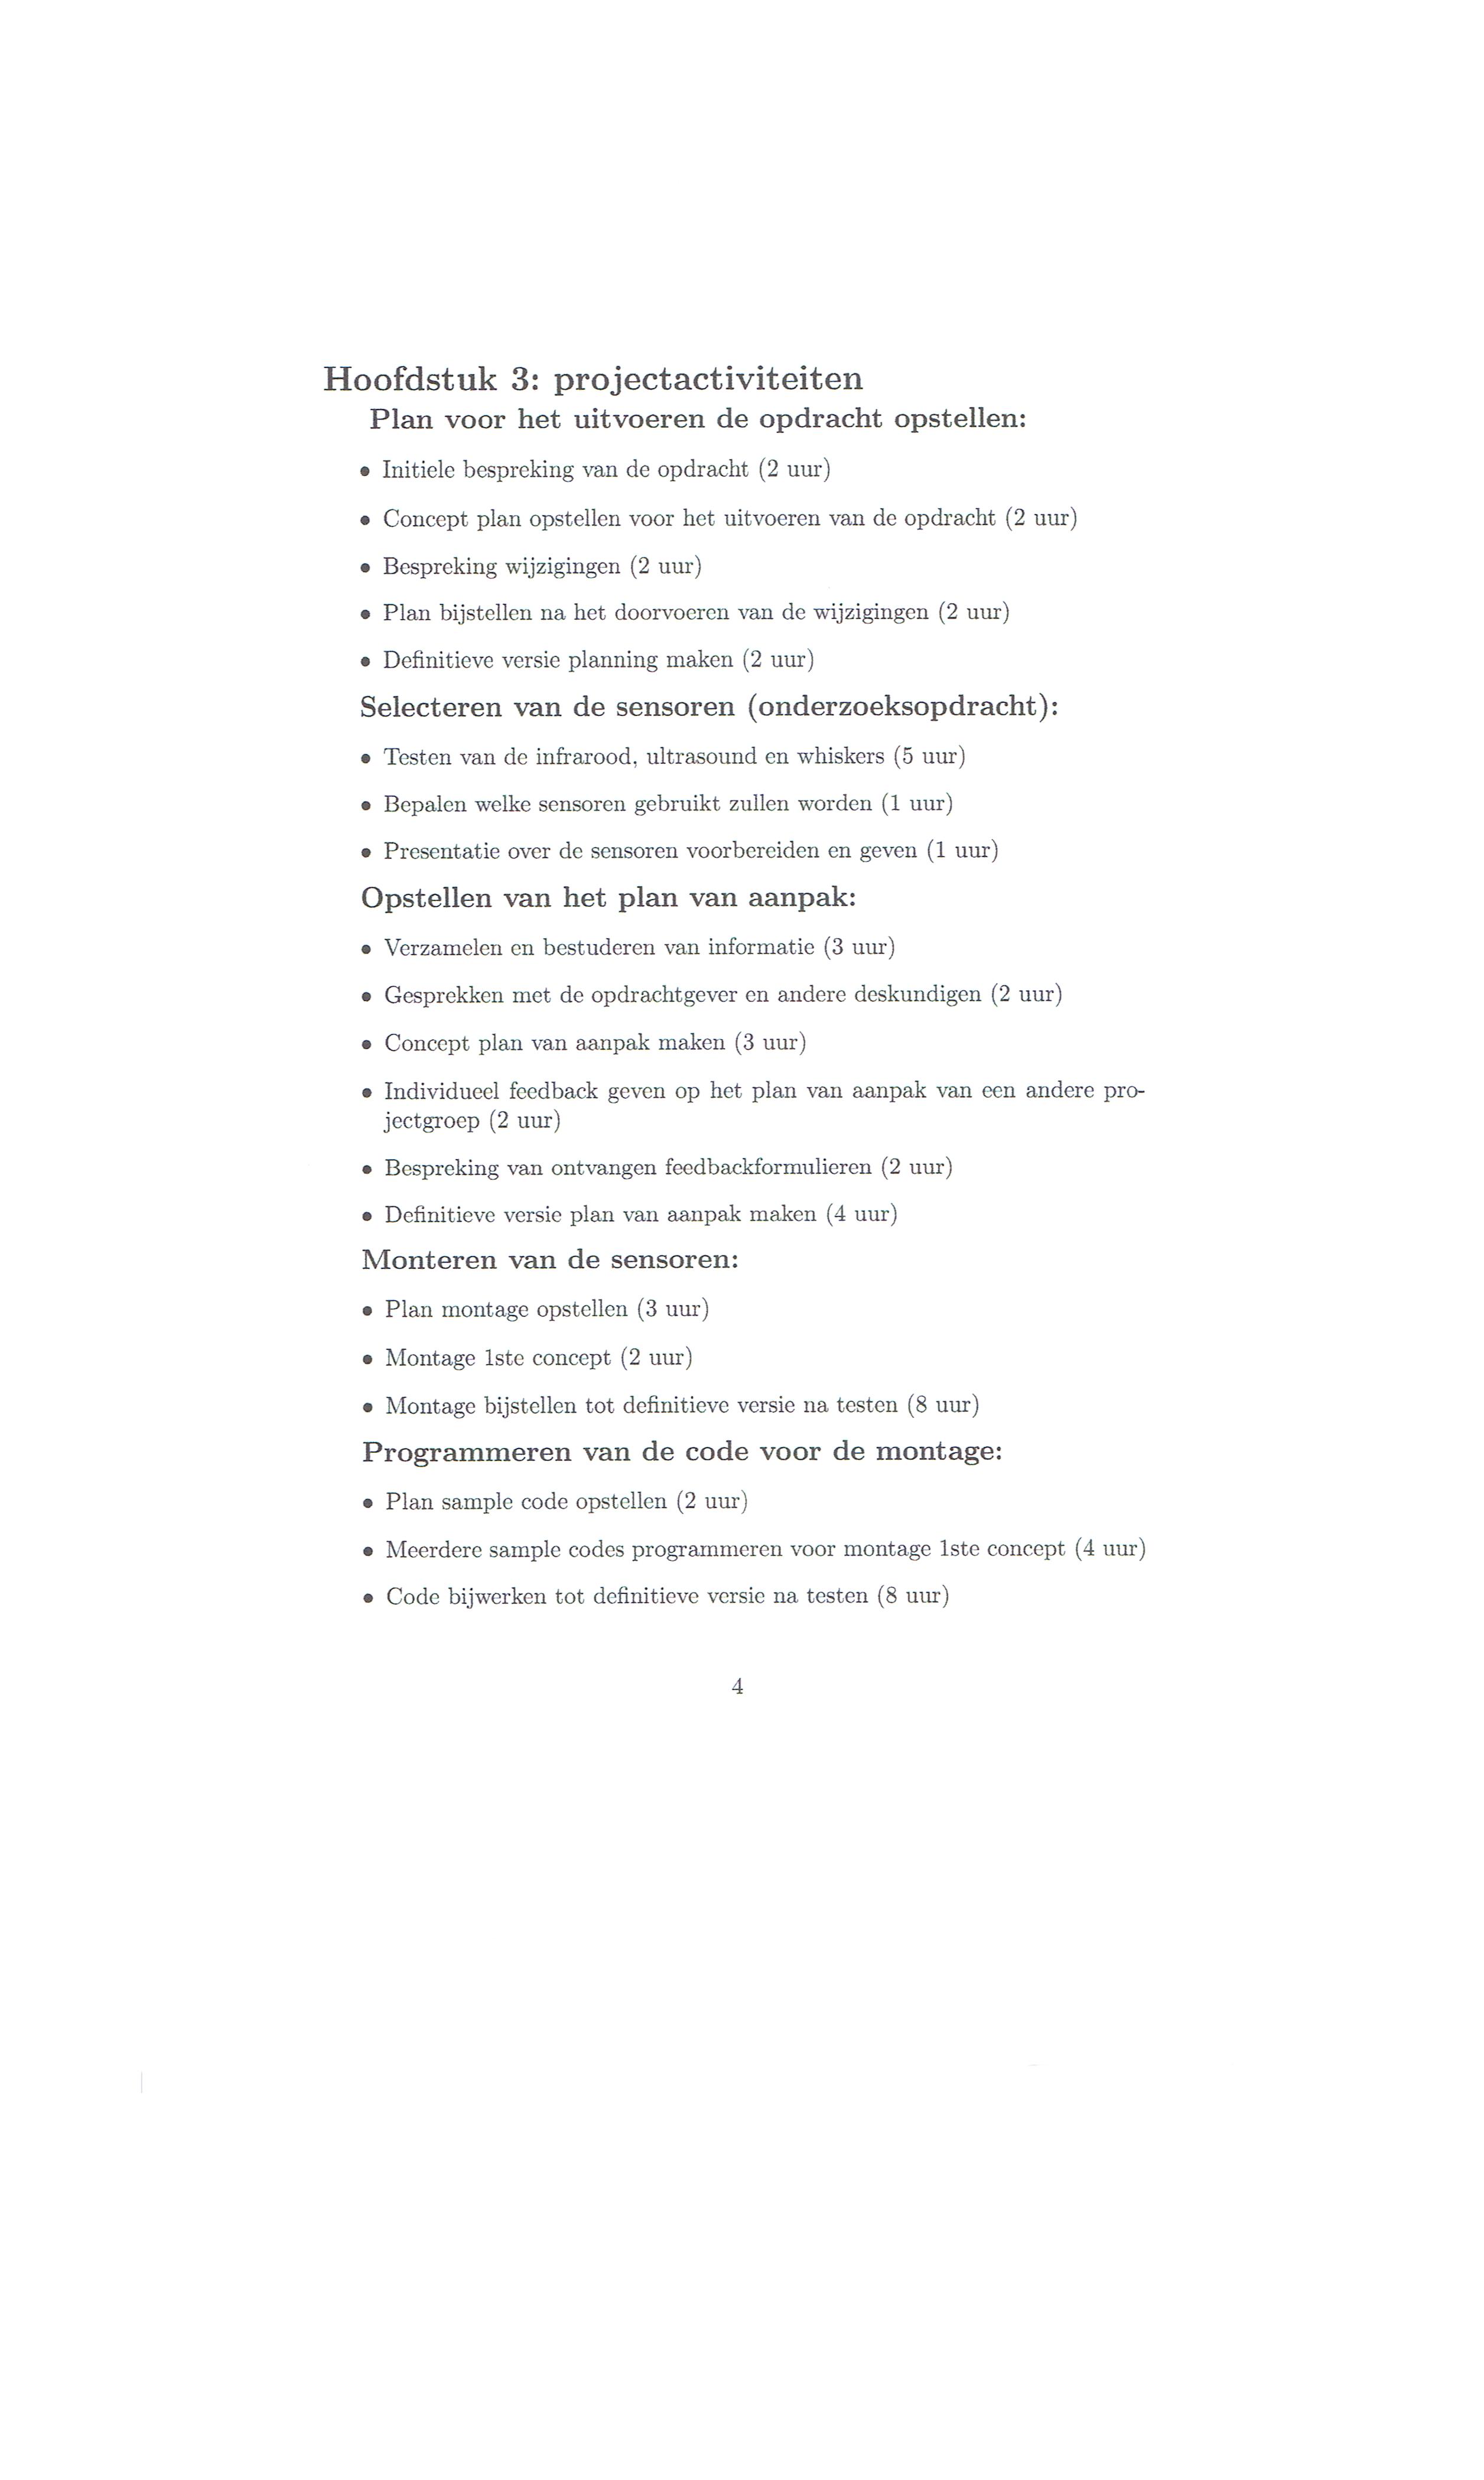 Hoofdstuk 3: projectactiviteiten
Plan voor het uitvoeren de opdracht opstellen:
• Initiele bespreking van de opdracht (2 uur)
• Concept plan opstellen voor het uitvoeren van de opdracht (2 uur)
• Bespreking wijzigingen (2 uur)
• Plan bijstellen na het doorvoeren van de wijzigingen (2 uur)
• Definitieve versie planning maken (2 uur)
Selecteren van de sensoren (onderzoeksopdracht):
• Testen van de infrarood, ultrasound en whiskers (5 uur)
• Bepalen welke sensoren gebruikt zullen worden (1 uur)
• Presentatie over de sensoren voorbereiden en geven (1 uur)
Opstellen van het plan van aanpak:
• Verzamelen en bestuderen van informatie (3 uur)
• Gesprekken met de opdrachtgever en andere deskundigen (2 uur)
• Concept plan van aanpak maken (3 uur)
• Individueel feedback geven op het plan van aanpak van een andere pro-
jectgroep (2 uur)
• Bespreking van ontvangen feedbackformulieren (2 uur)
• Definitieve versie plan van aanpak maken (4 uur)
Monteren van de sensoren:
• Plan montage opstellen (3 uur)
• Montage 1ste concept (2 uur)
• Montage bijstellen tot definitieve versie na testen (8 uur)
Programmeren van de code voor de montage:
• Plan sample code opstellen (2 uur)
• Meerdere sample codes programmeren voor montage 1ste concept (4 uur)
• Code bijwerken tot definitieve versie na testen (8 uur)
4